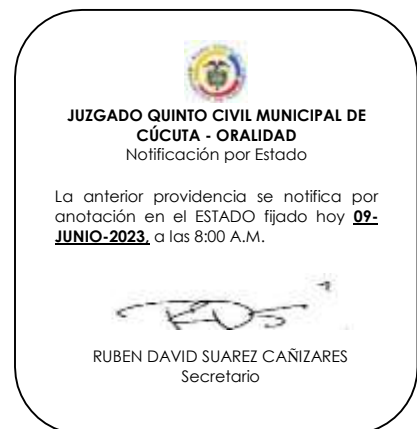 JUZGADO QUINTO CIVIL MUNICIPAL DE
CÚCUTA - ORALIDAD
Notificación por Estado
La anterior providencia se notifica por
anotación en el ESTADO fijado hoy 09-
JUNIO-2023, a las 8:00 A.M.
RUBEN DAVID SUAREZ CAÑIZARES
Secretario